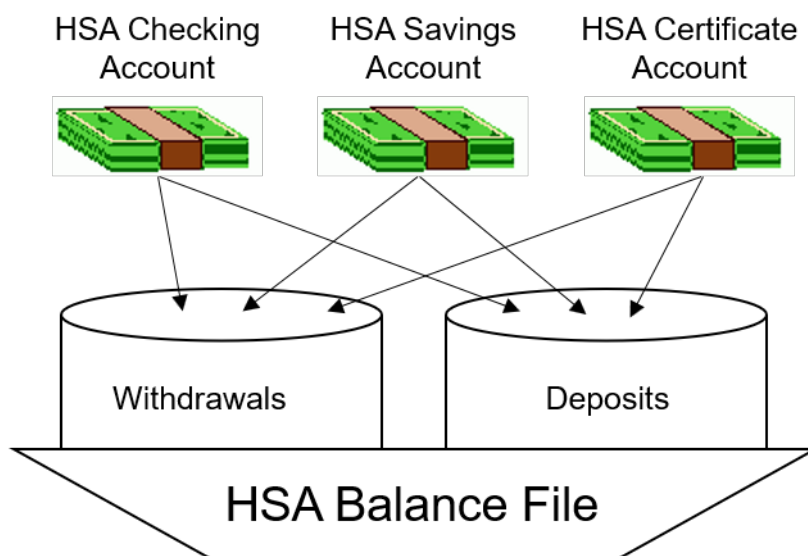 HSA Checking
Account
HSA Savings
Account
HSA Certificate
Account
Withdrawals
Deposits
HSA Balance File